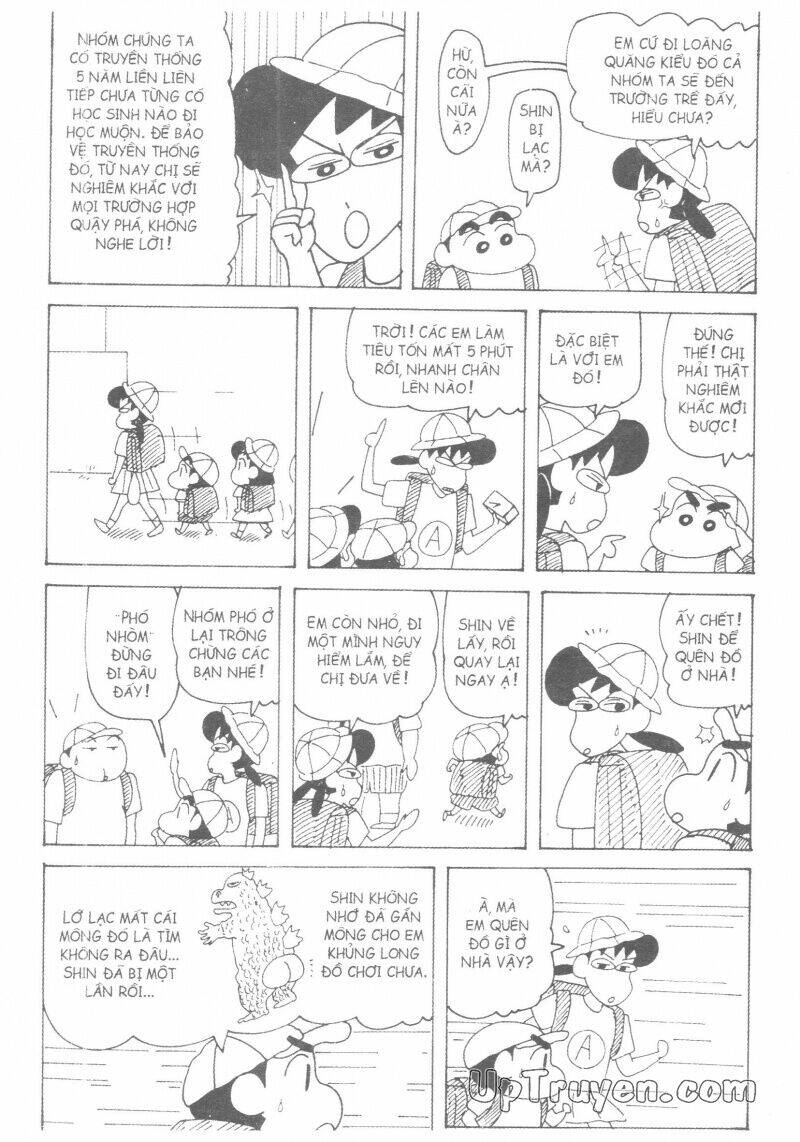 EM CỨ ĐI LOĂNG
QUĂNG KIỂU ĐÓ CẢ
NHÓM TA SẼ ĐẾN
TRƯỜNG TRỄ ĐẤY,
HIỂU CHƯA?
SHIN
BỊ
LẠC
MÀ?
HỪ,
CÒN
CÃI
NỮA
À?
NHÓM CHÚNG TA
CÓ TRUYỀN THỐNG
5 NĂM LIỀN LIÊN
TIẾP CHƯA TỪNG CÓ
HỌC SINH NÀO ĐI
HỌC MUỘN. ĐỂ BẢO
VỆ TRUYỀN THỐNG
ĐÓ, TỪ NAY CHỊ SẼ
NGHIÊM KHẮC VỚI
MỌI TRƯỜNG HỢP
QUẬY PHÁ, KHÔNG
NGHE LỜI!
ĐÚNG
THẾ! CHỊ
PHẢI THẬT
NGHIÊM
KHẮC MỚI
ĐƯỢC!
ĐẶC BIỆT
LÀ VỚI EM
ĐÓ!
TRỜI! CÁC EM LÀM
TIÊU TỐN MẤT 5 PHÚT
RỒI, NHANH CHÂN
LÊN NÀO!
A
ẤY CHẾT!
SHIN ĐỂ
QUÊN ĐỒ
Ở NHÀ!
SHIN VỀ
LẤY, RỒI
QUAY LẠI
NGAY Ạ!
EM CÒN NHỎ, ĐI
MỘT MÌNH NGUY
HIỂM LẮM, ĐỂ
CHỊ ĐƯA VỀ!
NHÓM PHÓ Ở
LẠI TRÔNG
CHỪNG CÁC
BẠN NHÉ!
"PHÓ
NHÒM"
ĐỪNG
ĐI ĐÂU
ĐẤY!
À, MÀ
EM QUÊN
ĐỒ GÌ Ở
NHÀ VẬY?
A
SHIN KHÔNG
NHỚ ĐÃ GẮN
MÔNG CHO EM
KHỦNG LONG
ĐỒ CHƠI CHƯA.
LỠ LẠC MẤT CÁI
MÔNG ĐÓ LÀ TÌM
KHÔNG RA ĐÂU...
SHIN ĐÃ BỊ MỘT
LẦN RỒI...
UpTruyen.com